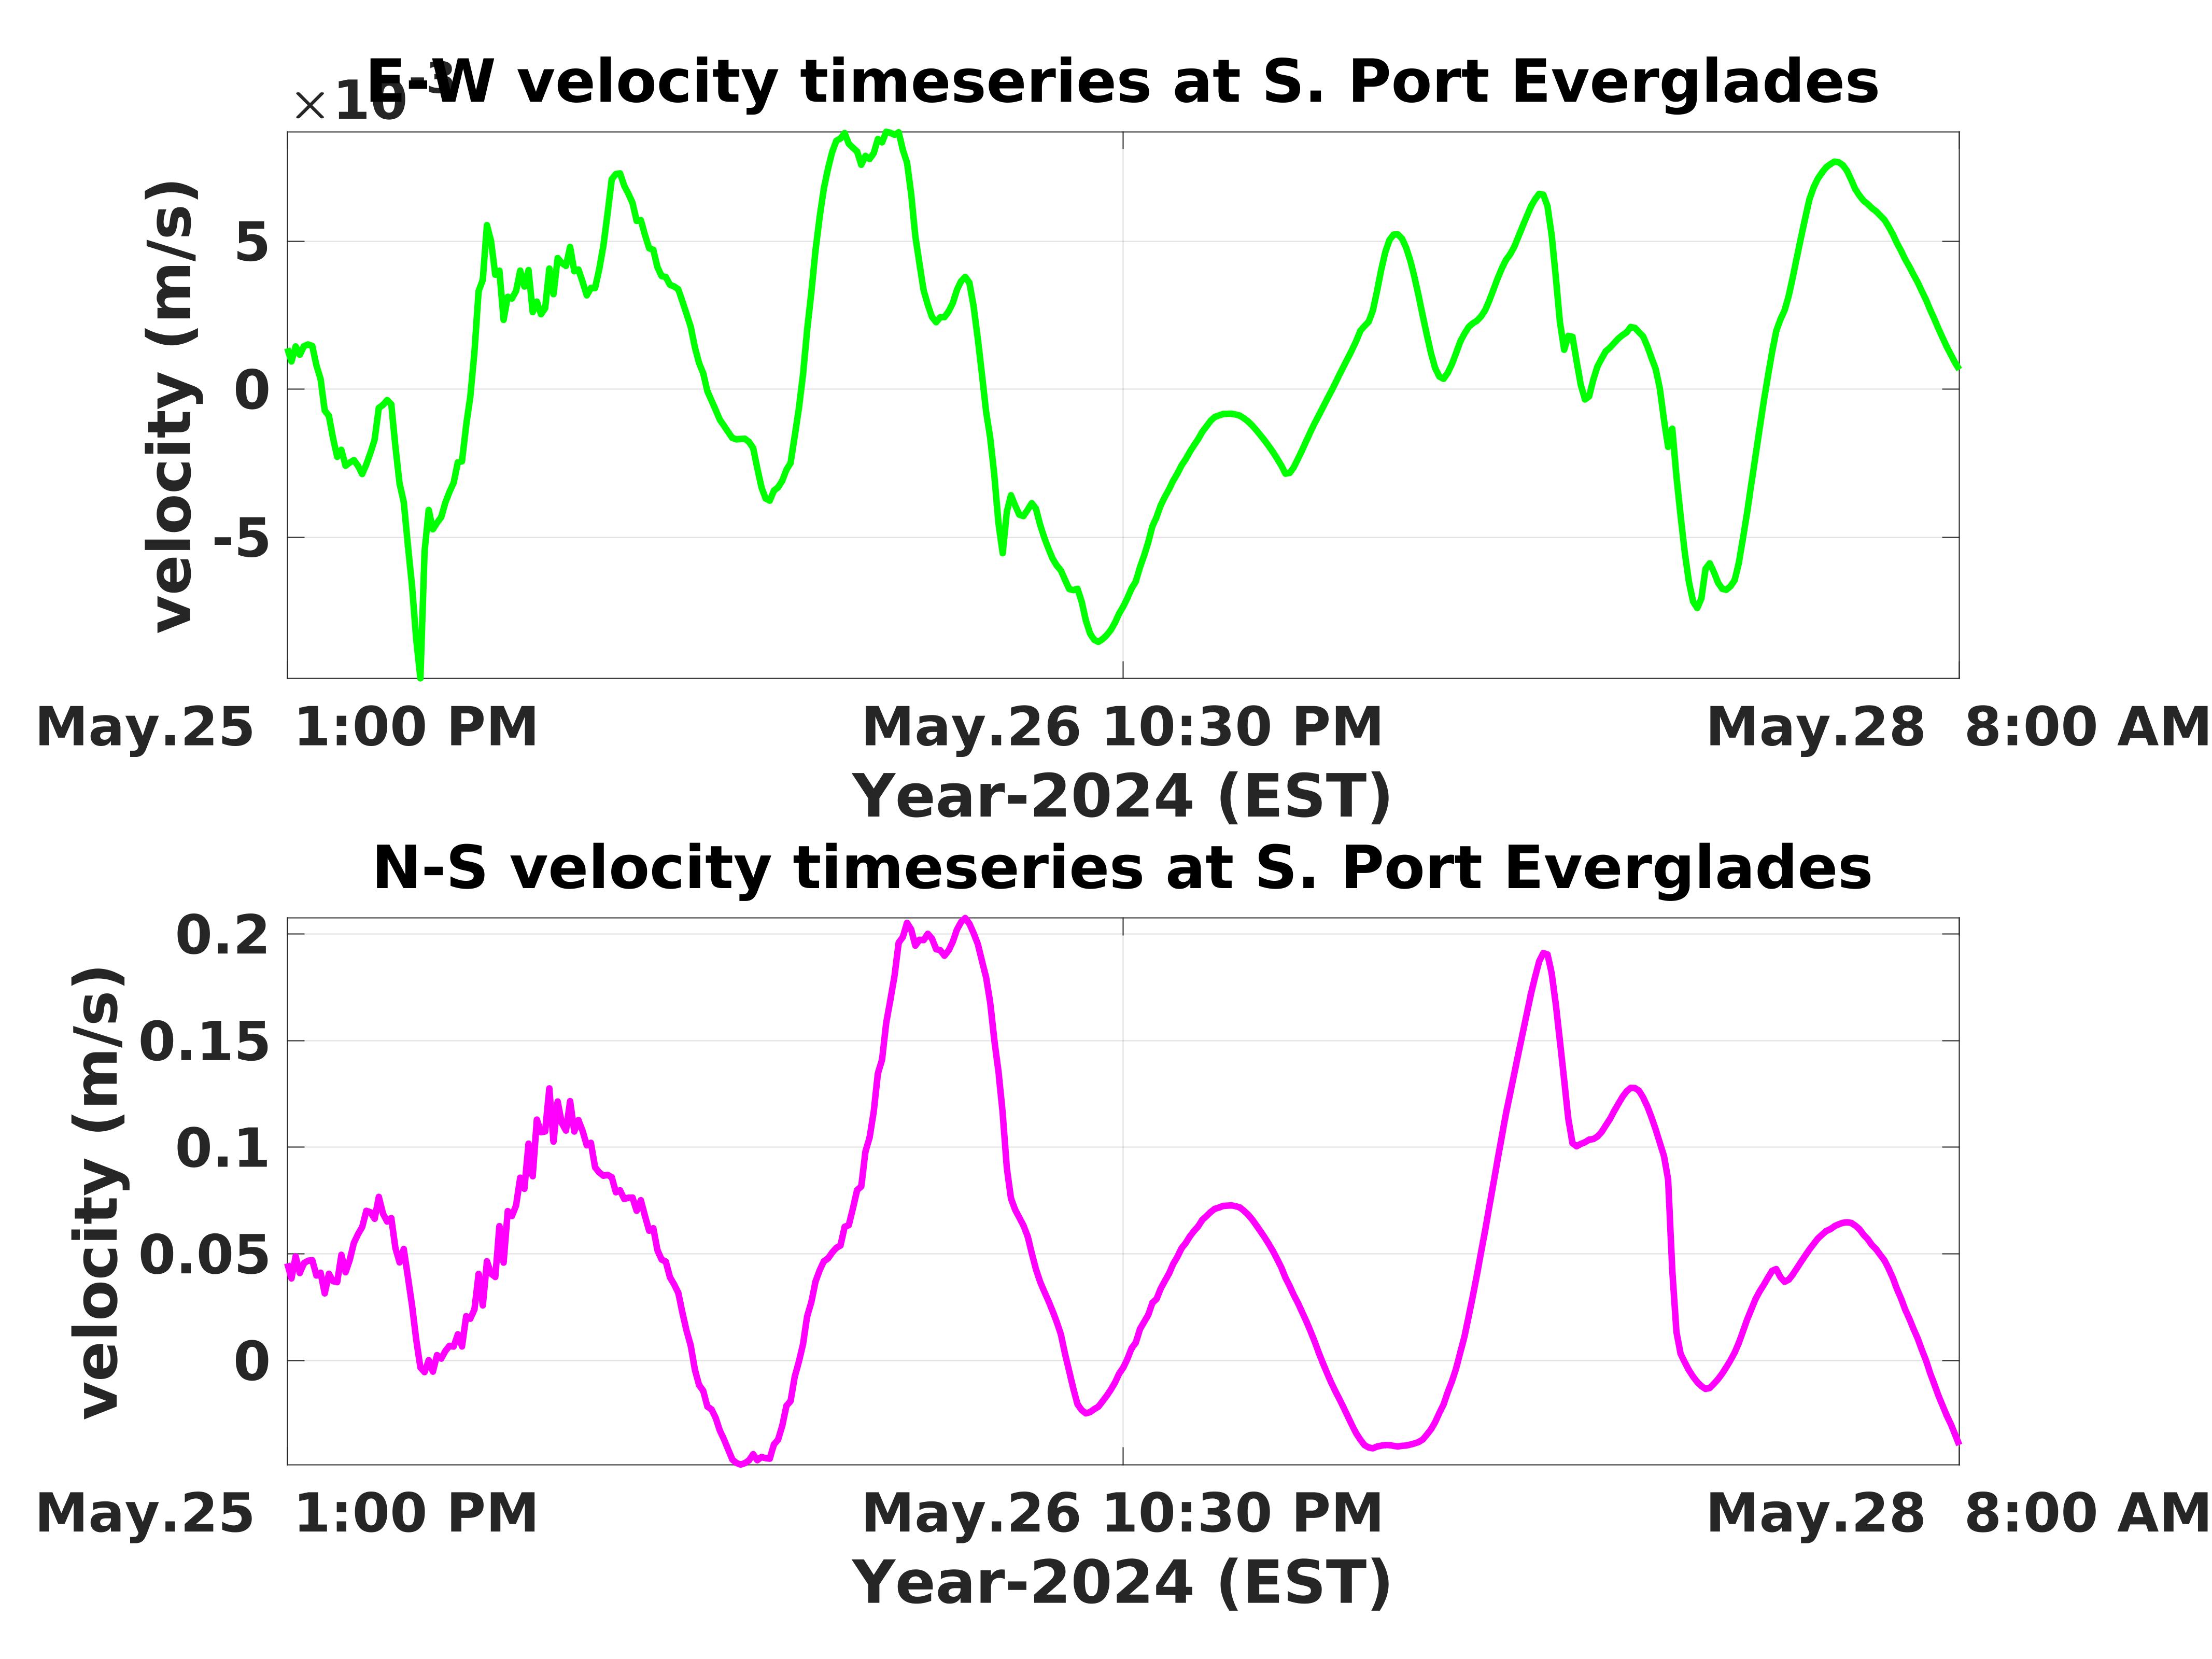 ×10-3
E-W velocity timeseries at S. Port Everglades
velocity (m/s)
5
0
-5
May.25  1:00 PM
May.26 10:30 PM
May.28  8:00 AM
Year-2024 (EST)
N-S velocity timeseries at S. Port Everglades
velocity (m/s)
0.2
0.15
0.1
0.05
0
May.25  1:00 PM
May.26 10:30 PM
May.28  8:00 AM
Year-2024 (EST)